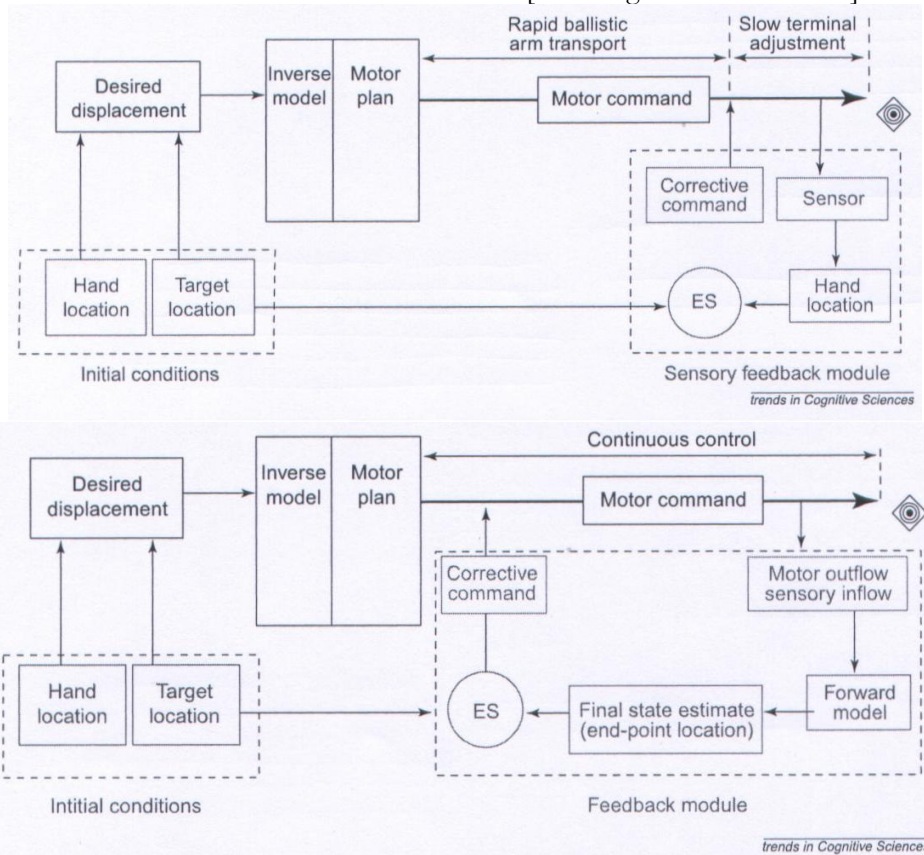 Rapid ballistic
arm transport
Slow terminal
adjustment
Desired
displacement
Inverse
model
Motor
plan
Motor command
Corrective
command
Sensor
Hand
location
Target
location
ES
Hand
location
Initial conditions
Sensory feedback module
trends in Cognitive Sciences
Continuous control
Desired
displacement
Inverse
model
Motor
plan
Motor command
Corrective
command
Motor outflow
sensory inflow
Hand
location
Target
location
ES
Final state estimate
(end-point location)
Forward
model
Intitial conditions
Feedback module
trends in Cognitive Science